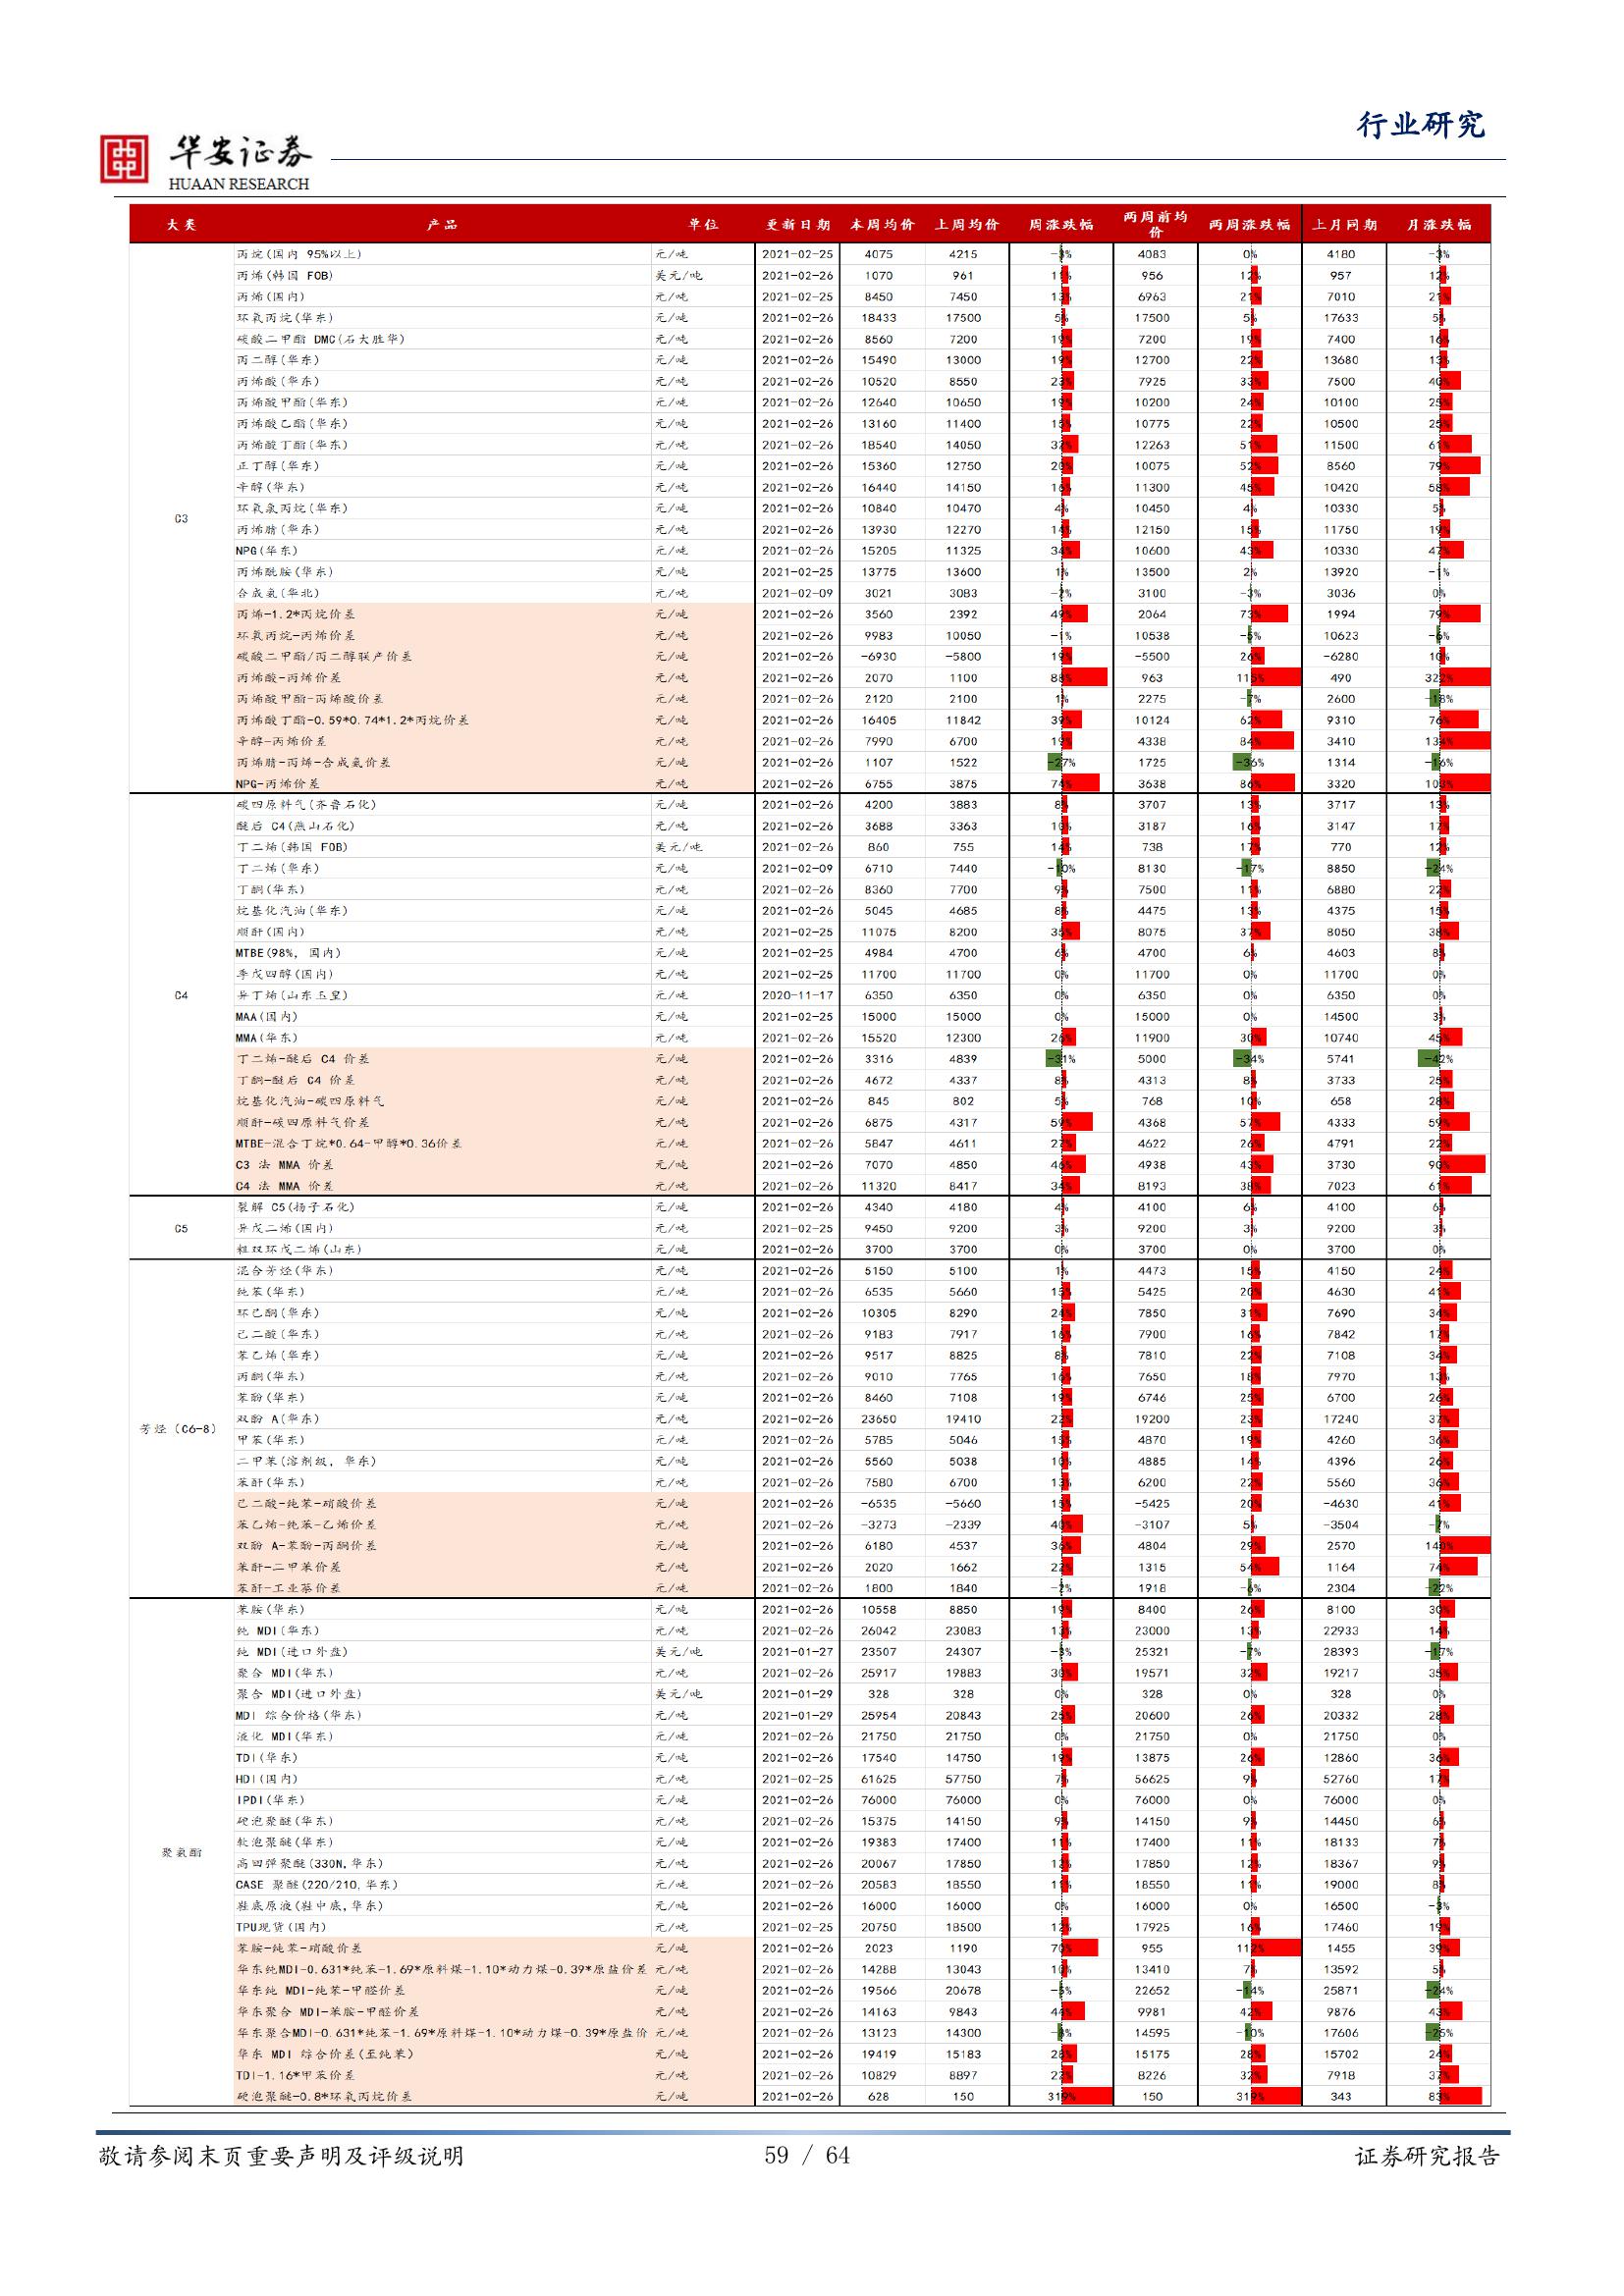 行业研究
华安证券
HUAAN RESEARCH
大类 产品 单位 更新日期 本周均价 上周均价 周涨跌幅 两周前均价 两周涨跌幅 上月同期 月涨跌幅
丙烷(国内 95%以上) 元/吨 2021-02-25 4075 4215 -3% 4083 0% 4180 -3%
丙烯(韩国 FOB) 美元/吨 2021-02-26 1070 961 11% 956 12% 957 12%
丙烯(国内) 元/吨 2021-02-25 8450 7450 13% 6963 21% 7010 21%
环氧丙烷(华东) 元/吨 2021-02-26 18433 17500 5% 17500 5% 17633 5%
碳酸二甲酯 DMC(石大胜华) 元/吨 2021-02-26 8560 7200 19% 7200 19% 7400 16%
丙二醇(华东) 元/吨 2021-02-26 15490 13000 19% 12700 22% 13680 13%
丙烯酸(华东) 元/吨 2021-02-26 10520 8550 23% 7925 33% 7500 40%
丙烯酸甲酯(华东) 元/吨 2021-02-26 12640 10650 19% 10200 24% 10100 25%
丙烯酸乙酯(华东) 元/吨 2021-02-26 13160 11400 15% 10775 22% 10500 25%
丙烯酸丁酯(华东) 元/吨 2021-02-26 18540 14050 32% 12263 51% 11500 61%
正丁醇(华东) 元/吨 2021-02-26 15360 12750 20% 10075 52% 8560 79%
辛醇(华东) 元/吨 2021-02-26 16440 14150 16% 11300 45% 10420 58%
C3 环氧氯丙烷(华东) 元/吨 2021-02-26 10840 10470 4% 10450 4% 10330 5%
丙烯腈(华东) 元/吨 2021-02-26 13930 12270 14% 12150 15% 11750 19%
NPG(华东) 元/吨 2021-02-26 15205 11325 34% 10600 43% 10330 47%
丙烯酰胺(华东) 元/吨 2021-02-25 13775 13600 1% 13500 2% 13920 -1%
合成氨(华北) 元/吨 2021-02-09 3021 3083 -2% 3100 -3% 3036 0%
丙烯-1.2*丙烷价差 元/吨 2021-02-26 3560 2392 49% 2064 73% 1994 79%
环氧丙烷-丙烯价差 元/吨 2021-02-26 9983 10050 -1% 10538 -5% 10623 -6%
碳酸二甲酯/丙二醇联产价差 元/吨 2021-02-26 -6930 -5800 19% -5500 26% -6280 10%
丙烯酸-丙烯价差 元/吨 2021-02-26 2070 1100 88% 963 115% 490 322%
丙烯酸甲酯-丙烯酸价差 元/吨 2021-02-26 2120 2100 1% 2275 -7% 2600 -18%
丙烯酸丁酯-0.59*0.74*1.2*丙烷价差 元/吨 2021-02-26 16405 11842 39% 10124 62% 9310 76%
辛醇-丙烯价差 元/吨 2021-02-26 7990 6700 19% 4338 84% 3410 134%
丙烯腈-丙烯-合成氨价差 元/吨 2021-02-26 1107 1522 -27% 1725 -36% 1314 -16%
NPG-丙烯价差 元/吨 2021-02-26 6755 3875 74% 3638 86% 3320 103%
碳四原料气(齐鲁石化) 元/吨 2021-02-26 4200 3883 8% 3707 13% 3717 13%
醚后 C4(燕山石化) 元/吨 2021-02-26 3688 3363 10% 3187 16% 3147 17%
丁二烯(韩国 FOB) 美元/吨 2021-02-26 860 755 14% 738 17% 770 12%
丁二烯(华东) 元/吨 2021-02-09 6710 7440 -10% 8130 -17% 8850 -24%
丁酮(华东) 元/吨 2021-02-26 8360 7700 9% 7500 11% 6880 22%
烷基化汽油(华东) 元/吨 2021-02-26 5045 4685 8% 4475 13% 4375 15%
顺酐(国内) 元/吨 2021-02-25 11075 8200 35% 8075 37% 8050 38%
MTBE(98%, 国内) 元/吨 2021-02-25 4984 4700 6% 4700 6% 4603 8%
季戊四醇(国内) 元/吨 2021-02-25 11700 11700 0% 11700 0% 11700 0%
C4 异丁烯(山东玉皇) 元/吨 2020-11-17 6350 6350 0% 6350 0% 6350 0%
MAA(国内) 元/吨 2021-02-25 15000 15000 0% 15000 0% 14500 3%
MMA(华东) 元/吨 2021-02-26 15520 12300 26% 11900 30% 10740 45%
丁二烯-醚后 C4 价差 元/吨 2021-02-26 3316 4839 -31% 5000 -34% 5741 -42%
丁酮-醚后 C4 价差 元/吨 2021-02-26 4672 4337 8% 4313 8% 3733 25%
烷基化汽油-碳四原料气 元/吨 2021-02-26 845 802 5% 768 10% 658 28%
顺酐-碳四原料气价差 元/吨 2021-02-26 6875 4317 59% 4368 57% 4333 59%
MTBE-混合丁烷*0.64-甲醇*0.36价差 元/吨 2021-02-26 5847 4611 27% 4622 26% 4791 22%
C3 法 MMA 价差 元/吨 2021-02-26 7070 4850 46% 4938 43% 3730 90%
C4 法 MMA 价差 元/吨 2021-02-26 11320 8417 34% 8193 38% 7023 61%
裂解 C5(扬子石化) 元/吨 2021-02-26 4340 4180 4% 4100 6% 4100 6%
C5 异戊二烯(国内) 元/吨 2021-02-25 9450 9200 3% 9200 3% 9200 3%
粗双环戊二烯(山东) 元/吨 2021-02-26 3700 3700 0% 3700 0% 3700 0%
混合芳烃(华东) 元/吨 2021-02-26 5150 5100 1% 4473 15% 4150 24%
纯苯(华东) 元/吨 2021-02-26 6535 5660 15% 5425 20% 4630 41%
环己酮(华东) 元/吨 2021-02-26 10305 8290 24% 7850 31% 7690 34%
己二酸(华东) 元/吨 2021-02-26 9183 7917 16% 7900 16% 7842 17%
苯乙烯(华东) 元/吨 2021-02-26 9517 8825 8% 7810 22% 7108 34%
丙酮(华东) 元/吨 2021-02-26 9010 7765 16% 7650 18% 7970 13%
苯酚(华东) 元/吨 2021-02-26 8460 7108 19% 6746 25% 6700 26%
双酚 A(华东) 元/吨 2021-02-26 23650 19410 22% 19200 23% 17240 37%
芳烃（C6-8） 甲苯(华东) 元/吨 2021-02-26 5785 5046 15% 4870 19% 4260 36%
二甲苯(溶剂级, 华东) 元/吨 2021-02-26 5560 5038 10% 4885 14% 4396 26%
苯酐(华东) 元/吨 2021-02-26 7580 6700 13% 6200 22% 5560 36%
己二酸-纯苯-硝酸价差 元/吨 2021-02-26 -6535 -5660 15% -5425 20% -4630 41%
苯乙烯-纯苯-乙烯价差 元/吨 2021-02-26 -3273 -2339 40% -3107 5% -3504 -7%
双酚 A-苯酚-丙酮价差 元/吨 2021-02-26 6180 4537 36% 4804 29% 2570 140%
苯酐-二甲苯价差 元/吨 2021-02-26 2020 1662 22% 1315 54% 1164 74%
苯酐-工业萘价差 元/吨 2021-02-26 1800 1840 -2% 1918 -6% 2304 -22%
苯胺(华东) 元/吨 2021-02-26 10558 8850 19% 8400 26% 8100 30%
纯 MDI(华东) 元/吨 2021-02-26 26042 23083 13% 23000 13% 22933 14%
纯 MDI(进口外盘) 美元/吨 2021-01-27 23507 24307 -3% 25321 -7% 28393 -17%
聚合 MDI(华东) 元/吨 2021-02-26 25917 19883 30% 19571 32% 19217 35%
聚合 MDI(进口外盘) 美元/吨 2021-01-29 328 328 0% 328 0% 328 0%
MDI 综合价格(华东) 元/吨 2021-01-29 25954 20843 25% 20600 26% 20332 28%
液化 MDI(华东) 元/吨 2021-02-26 21750 21750 0% 21750 0% 21750 0%
TDI(华东) 元/吨 2021-02-26 17540 14750 19% 13875 26% 12860 36%
HDI(国内) 元/吨 2021-02-25 61625 57750 7% 56625 9% 52760 17%
IPDI(华东) 元/吨 2021-02-26 76000 76000 0% 76000 0% 76000 0%
硬泡聚醚(华东) 元/吨 2021-02-26 15375 14150 9% 14150 9% 14450 6%
软泡聚醚(华东) 元/吨 2021-02-26 19383 17400 11% 17400 11% 18133 7%
聚氨酯 高回弹聚醚(330N,华东) 元/吨 2021-02-26 20067 17850 12% 17850 12% 18367 9%
CASE 聚醚(220/210,华东) 元/吨 2021-02-26 20583 18550 11% 18550 11% 19000 8%
鞋底原液(鞋中底,华东) 元/吨 2021-02-26 16000 16000 0% 16000 0% 16500 -3%
TPU现货(国内) 元/吨 2021-02-25 20750 18500 12% 17925 16% 17460 19%
苯胺-纯苯-硝酸价差 元/吨 2021-02-26 2023 1190 70% 955 112% 1455 39%
华东纯MDI-0.631*纯苯-1.69*原料煤-1.10*动力煤-0.39*原盐价差 元/吨 2021-02-26 14288 13043 10% 13410 7% 13592 5%
华东纯 MDI-纯苯-甲醛价差 元/吨 2021-02-26 19566 20678 -5% 22652 -14% 25871 -24%
华东聚合 MDI-苯胺-甲醛价差 元/吨 2021-02-26 14163 9843 44% 9981 42% 9876 43%
华东聚合MDI-0.631*纯苯-1.69*原料煤-1.10*动力煤-0.39*原盐价 元/吨 2021-02-26 13123 14300 -8% 14595 -10% 17606 -25%
华东 MDI 综合价差(至纯苯) 元/吨 2021-02-26 19419 15183 28% 15175 28% 15702 24%
TDI-1.16*甲苯价差 元/吨 2021-02-26 10829 8897 22% 8226 32% 7918 37%
硬泡聚醚-0.8*环氧丙烷价差 元/吨 2021-02-26 628 150 319% 150 319% 343 83%
敬请参阅末页重要声明及评级说明 59 / 64 证券研究报告